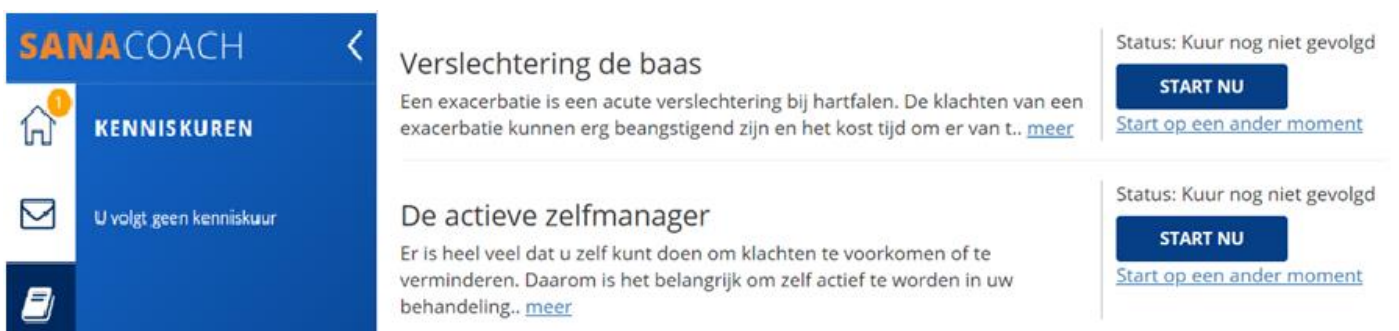 SANACOACH
1
KENNISKUREN
U volgt geen kenniskuur
Verslechtering de baas
Een exacerbatie is een acute verslechtering bij hartfalen. De klachten van een
exacerbatie kunnen erg beangstigend zijn en het kost tijd om er van t.. meer
Status: Kuur nog niet gevolgd
START NU
Start op een ander moment
De actieve zelfmanager
Er is heel veel dat u zelf kunt doen om klachten te voorkomen of te
verminderen. Daarom is het belangrijk om zelf actief te worden in uw
behandeling.. meer
Status: Kuur nog niet gevolgd
START NU
Start op een ander moment